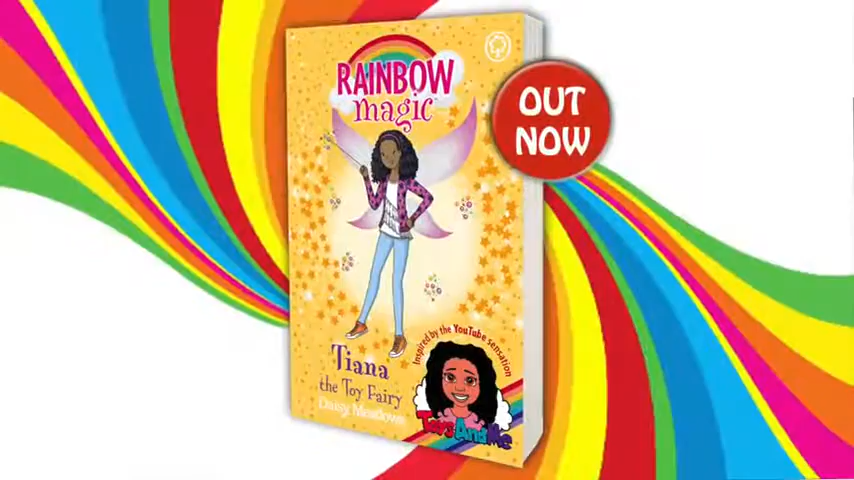 RAINBOW
magic
OUT
NOW
Inspired by the YouTube sensation
Tiana
the Toy Fairy
Daisy Meadows
ToysAndMe